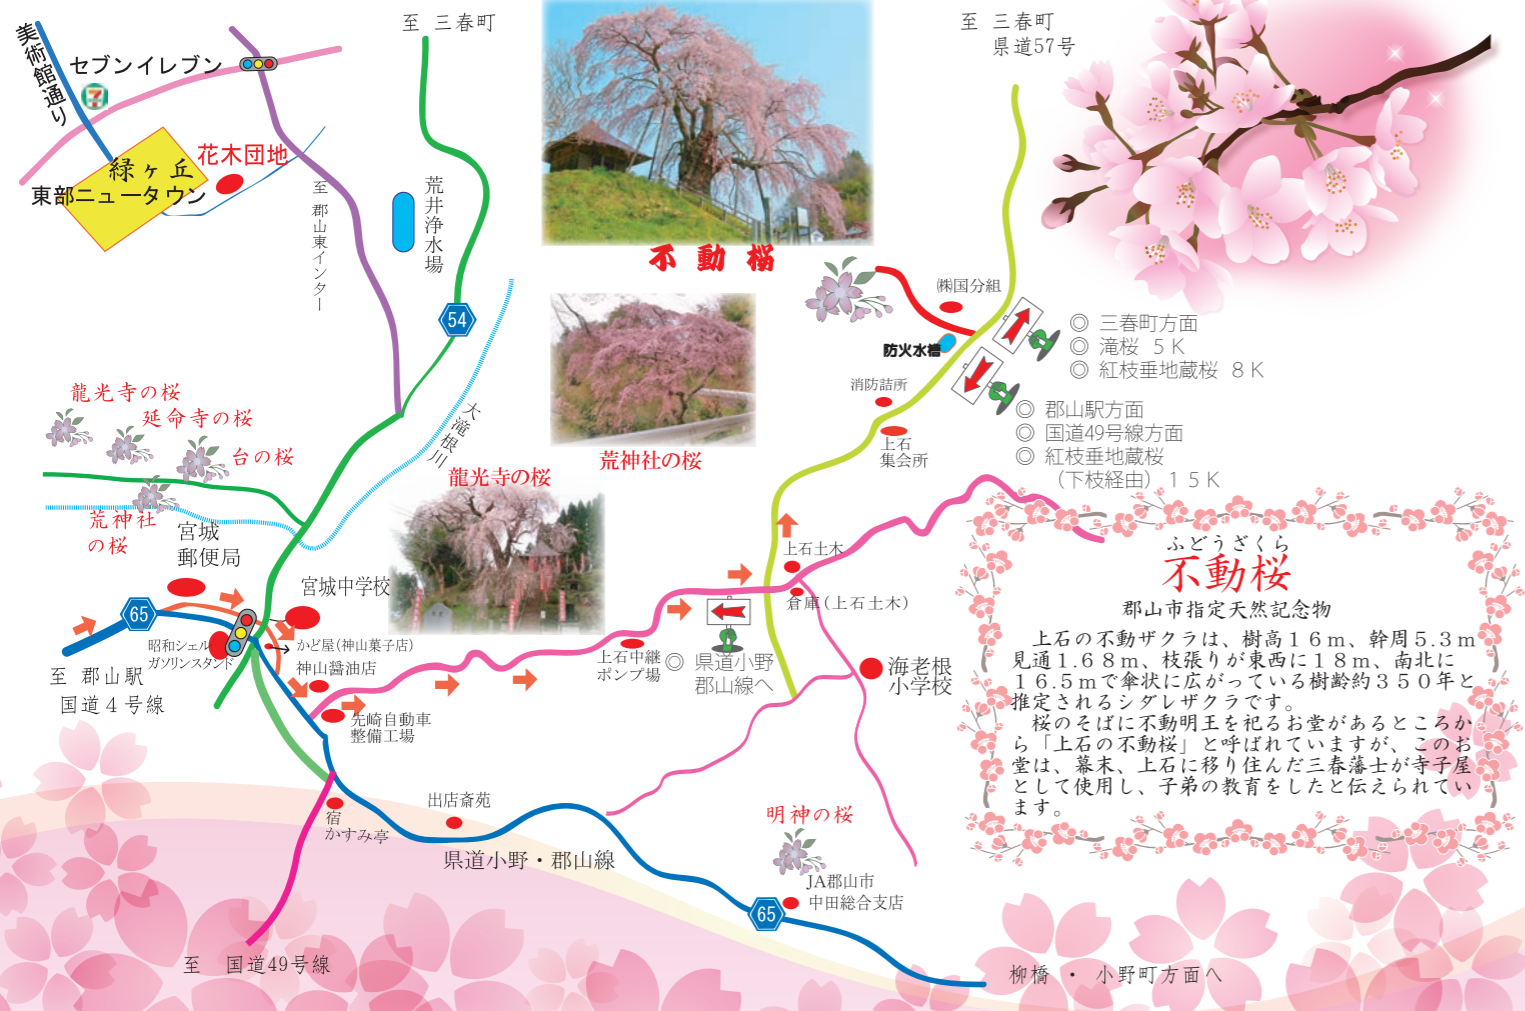 美術館通り
セブンイレブン
7
緑ヶ丘
東部ニュータウン
花木団地
至 郡山東インター
至 三春町
荒井浄水場
54
大滝根川
不動桜
荒神社の桜
龍光寺の桜
至 三春町
県道57号
㈱国分組
防火水槽
消防詰所
上石
集会所
◎ 三春町方面
◎ 滝桜 ５Ｋ
◎ 紅枝垂地蔵桜 ８Ｋ
◎ 郡山駅方面
◎ 国道49号線方面
◎ 紅枝垂地蔵桜
（下枝経由）１５Ｋ
龍光寺の桜
延命寺の桜
台の桜
荒神社
の桜
宮城
郵便局
宮城中学校
65
昭和シェル
ガソリンスタンド
かど屋（神山菓子店）
神山醤油店
至 郡山駅
国道４号線
先崎自動車
整備工場
上石中継
ポンプ場
◎ 県道小野
郡山線へ
上石土木
倉庫（上石土木）
海老根
小学校
宿
かすみ亭
出店斎苑
県道小野・郡山線
明神の桜
JA郡山市
中田総合支店
65
至 国道49号線
柳橋 ・ 小野町方面へ
ふどうざくら
不動桜
郡山市指定天然記念物
上石の不動ザクラは、樹高１６ｍ、幹周５.３ｍ
見通１.６８ｍ、枝張りが東西に１８ｍ、南北に
１６.５ｍで傘状に広がっている樹齢約３５０年と
推定されるシダレザクラです。
桜のそばに不動明王を祀るお堂があるところか
ら「上石の不動桜」と呼ばれていますが、このお
堂は、幕末、上石に移り住んだ三春藩士が寺子屋
として使用し、子弟の教育をしたと伝えられてい
ます。